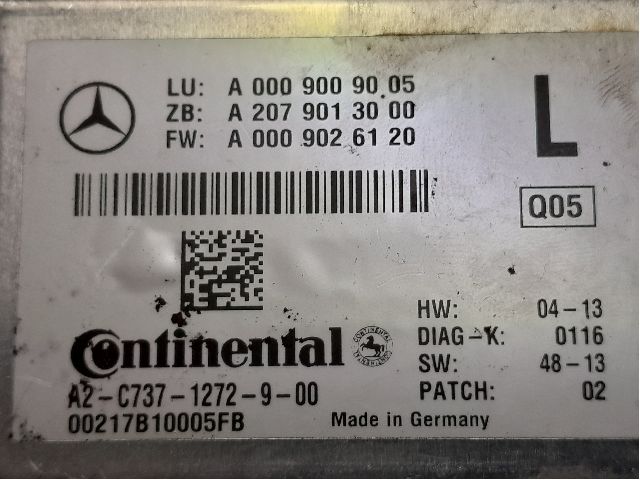 LU: A 000 900 90.05
ZB: A 207 901 30 00
FW: A 000 902 61 20
L
Q05
HW: 04-13
DIAG-K: 0116
SW: 48-13
PATCH: 02
Continental
CONTINENTAL
A2-C737-1272-9-00
00217B10005FB
Made in Germany